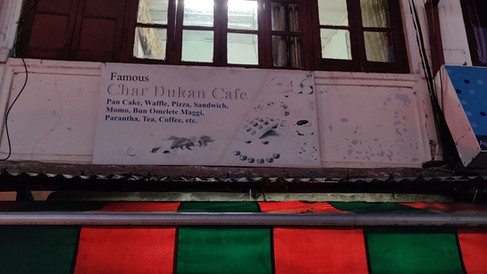 Famous
Char Dukan Cafe
Pan Cake, Waffle, Pizza, Sandwich,
Momo, Bun Omelete Maggi,
Parantha, Tea, Coffee, etc.